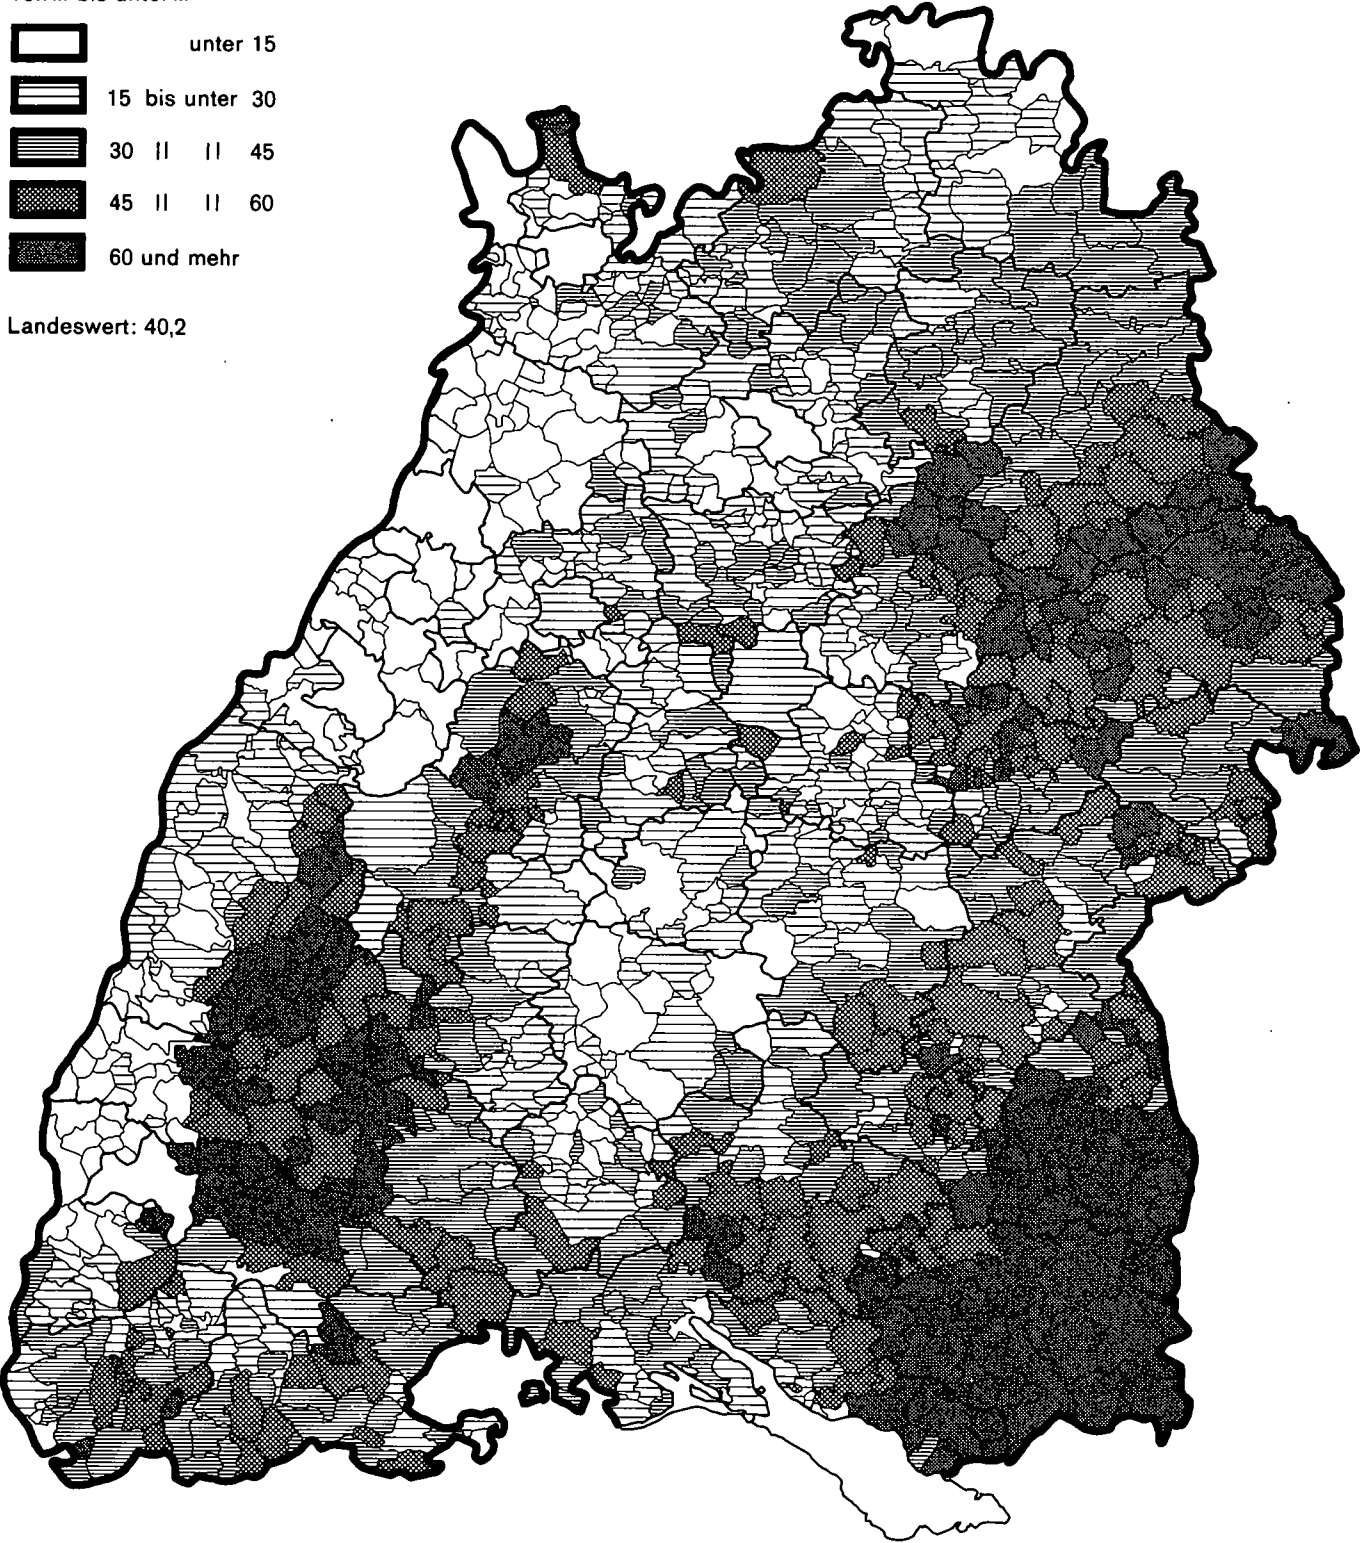 unter 15
15 bis unter 30
30 || || 45
45 || || 60
60 und mehr
Landeswert: 40,2